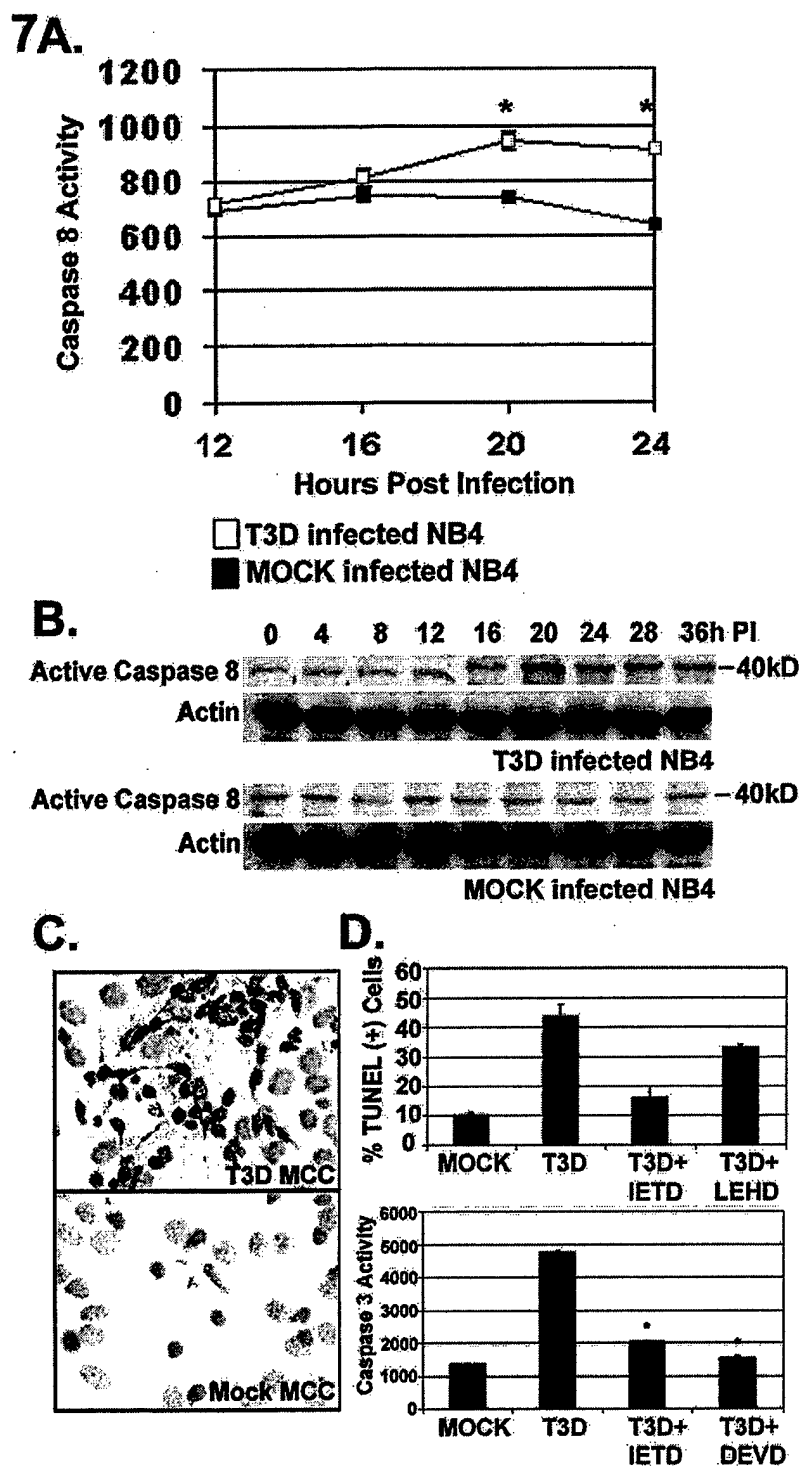 7A.
1200
1000
800
600
400
200
0
Caspase 8 Activity
* *
12 16 20 24
Hours Post Infection
T3D infected NB4
MOCK infected NB4
B.
0 4 8 12 16 20 24 28 36h PI
Active Caspase 8 –40kD
Actin
T3D infected NB4
Active Caspase 8 –40kD
Actin
MOCK infected NB4
C.
T3D MCC
Mock MCC
D.
% TUNEL (+) Cells
60
50
40
30
20
10
0
MOCK T3D T3D+ T3D+
IETD LEHD
Caspase 3 Activity
6000
5000
4000
3000
2000
1000
0
* *
MOCK T3D T3D+ T3D+
IETD DEVD